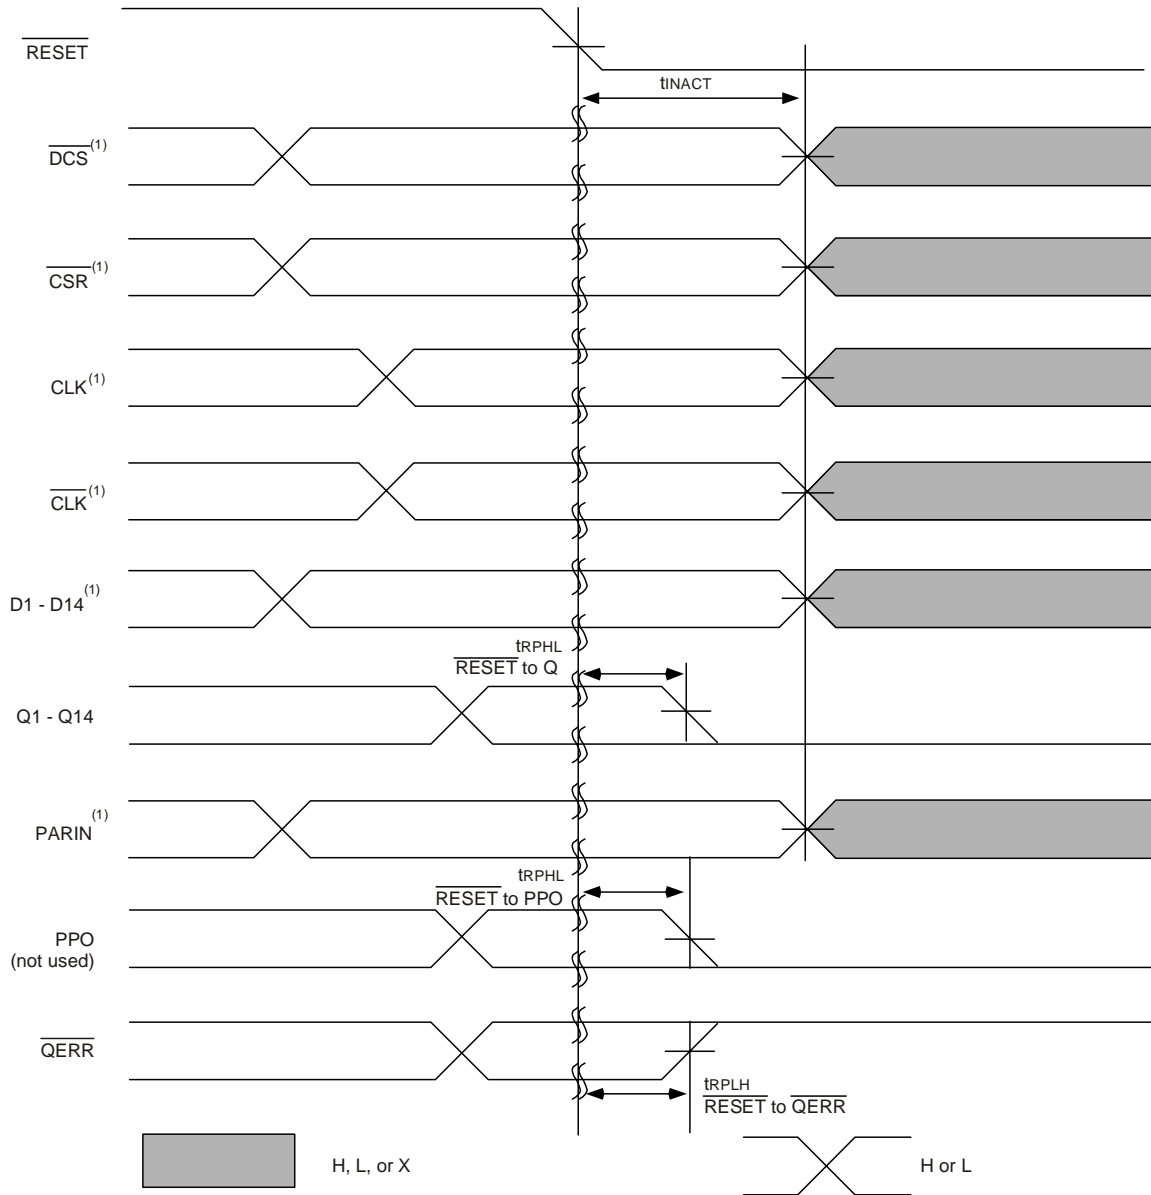 RESET
tINACT
DCS(1)
CSR(1)
CLK(1)
CLK(1)
D1 - D14(1)
tRPHL
RESET to Q
Q1 - Q14
PARIN(1)
tRPHL
RESET to PPO
PPO
(not used)
QERR
tRPLH
RESET to QERR
H, L, or X
H or L